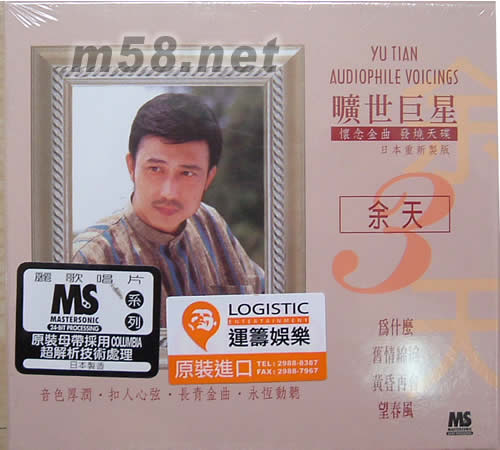 m58.net
YU TIAN
AUDIOPHILE VOICINGS
曠世巨星
懷念金曲 發燒天碟
日本重新製版
余天
余
3
天
為什麼
舊情綿綿
黃昏再會
望春風
麗歌唱片
MS
MASTERSONIC
24-BIT PROCESSING
系列
原裝母帶採用COLUMBIA
超解析技術處理
日本製造
LOGISTIC
ENTERTAINMENT
運籌娛樂
原裝進口
TEL: 2988-8387
FAX: 2988-7967
音色厚潤・扣人心弦・長青金曲・永恆動聽
MS
MASTERSONIC